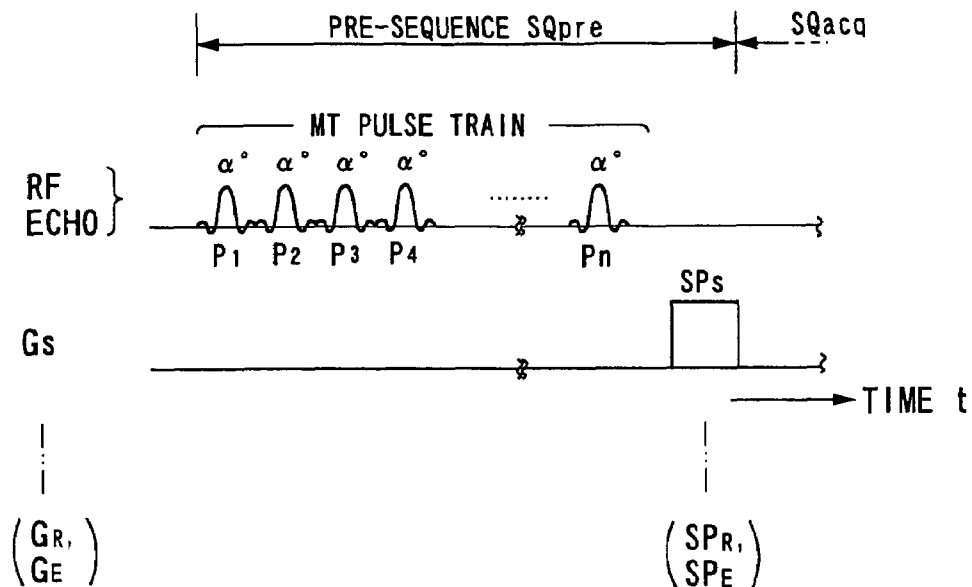 PRE-SEQUENCE SQpre
SQacq
MT PULSE TRAIN
α° α° α° α° ........ α°
RF
ECHO
P1 P2 P3 P4 Pn
SPs
Gs
TIME t
(GR,
GE)
(SPR,
SPE)